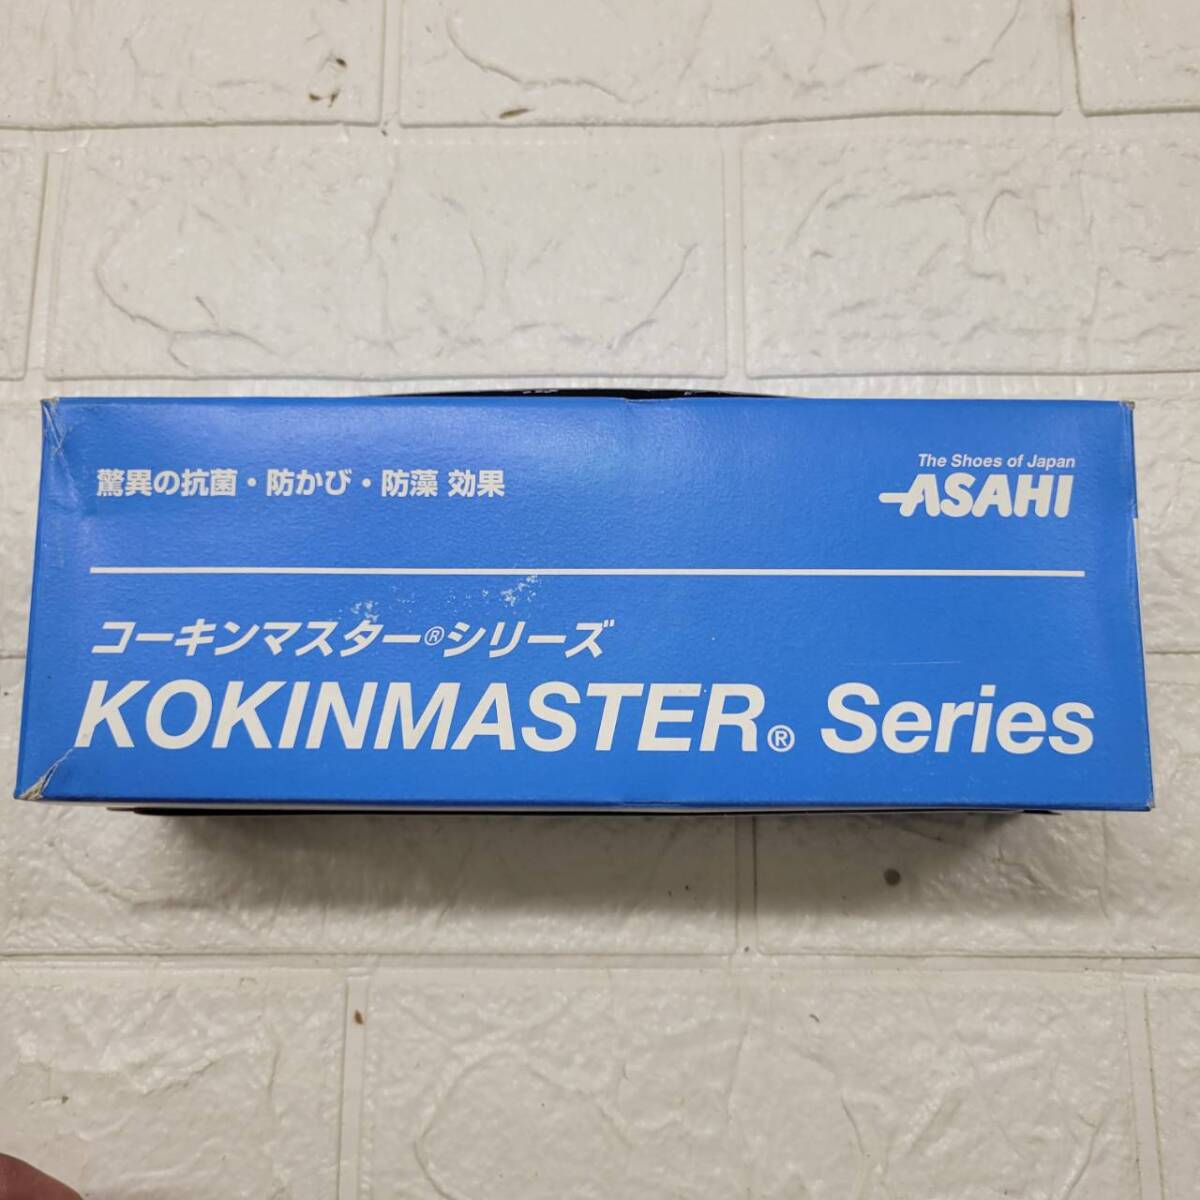 驚異の抗菌・防かび・防藻 効果
The Shoes of Japan
ASAHI
コーキンマスター®シリーズ
KOKINMASTER® Series